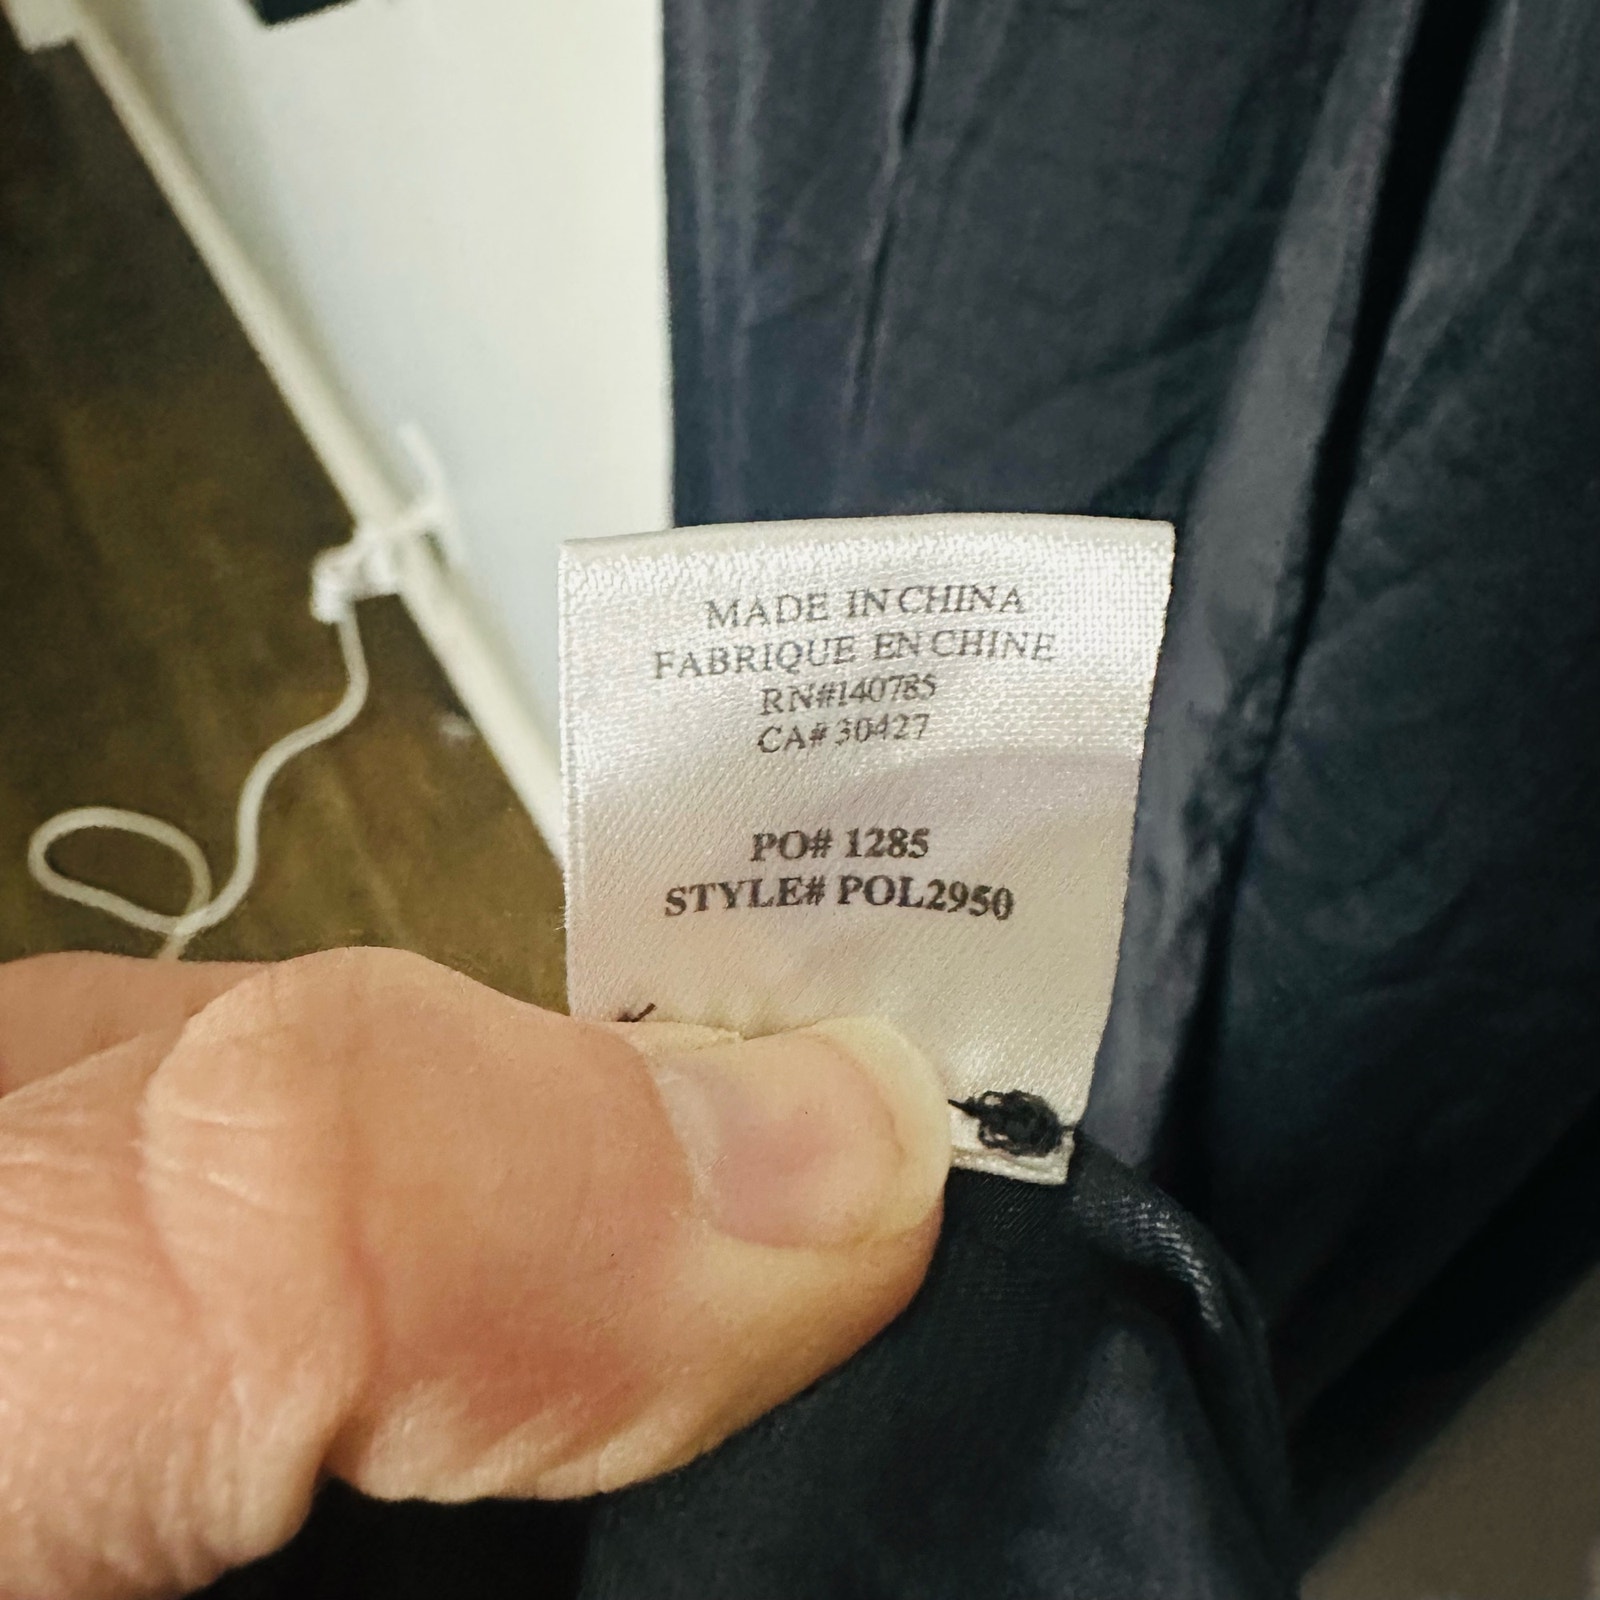 MADE IN CHINA
FABRIQUE EN CHINE
RN#140785
CA# 30427
PO# 1285
STYLE# POL2950